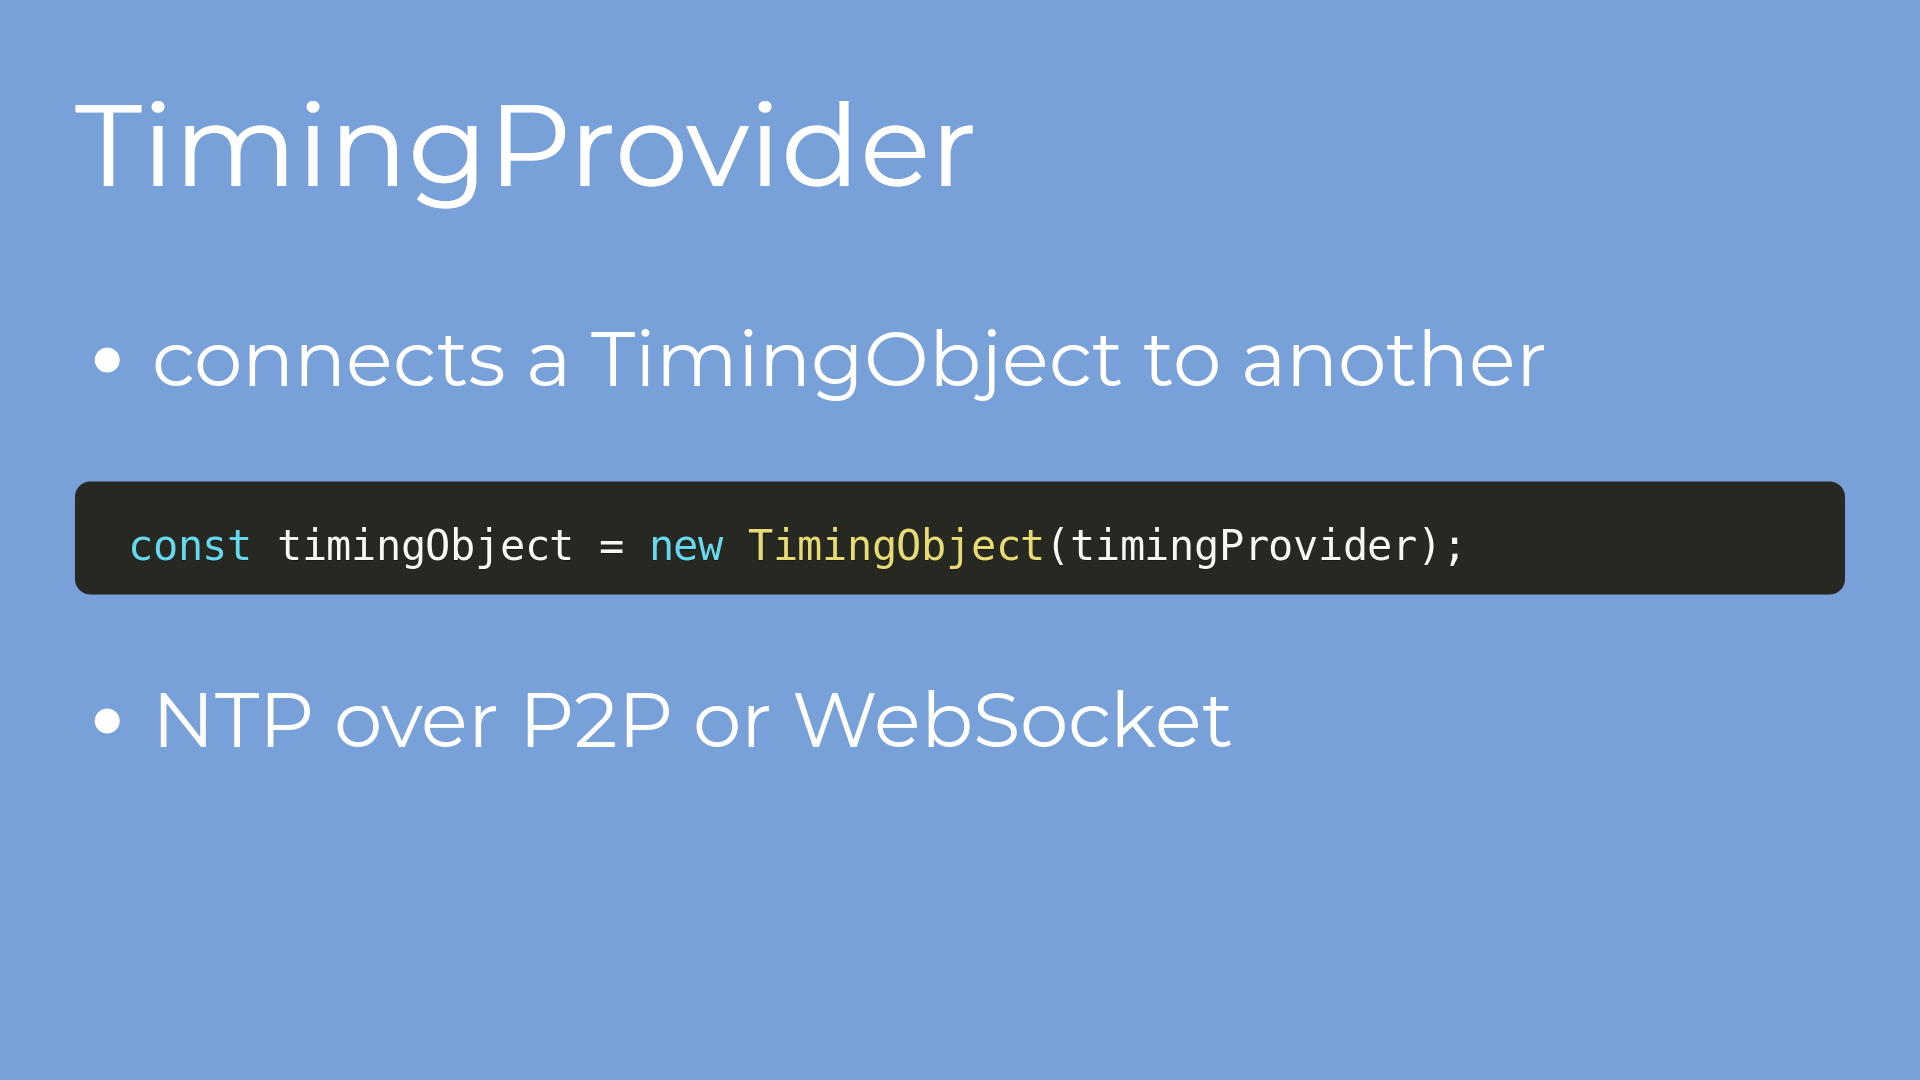 TimingProvider
• connects a TimingObject to another
const timingObject = new TimingObject(timingProvider);
• NTP over P2P or WebSocket